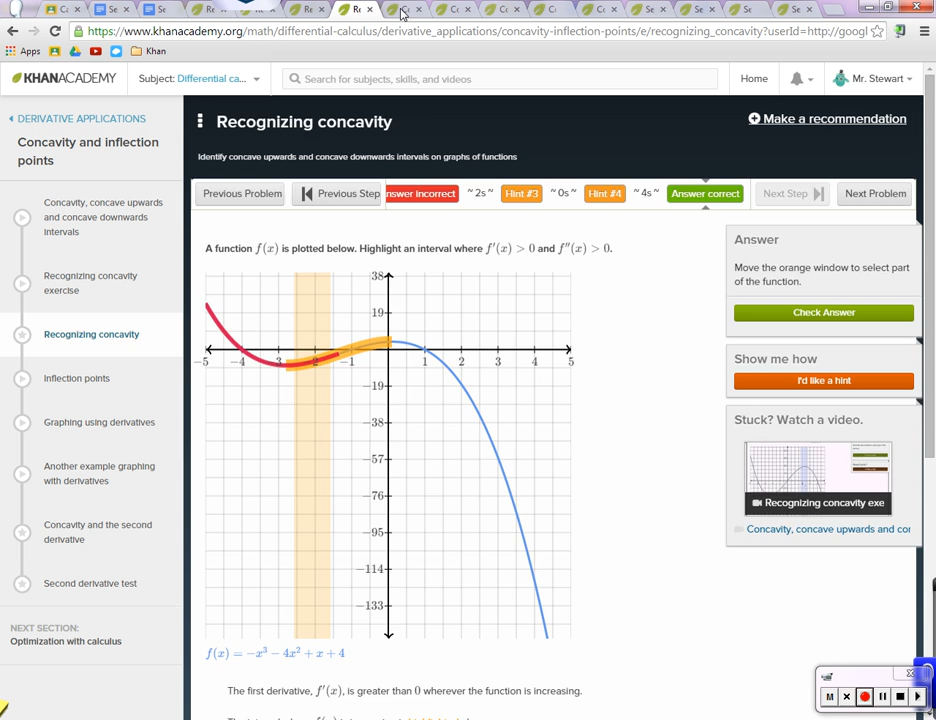 https://www.khanacademy.org/math/differential-calculus/derivative_applications/concavity-inflection-points/e/recognizing_concavity?userId=http://googl
Apps
Khan
KHANACADEMY
Subject: Differential ca...
Search for subjects, skills, and videos
Home
Mr. Stewart
DERIVATIVE APPLICATIONS
Concavity and inflection
points
Concavity, concave upwards
and concave downwards
intervals
Recognizing concavity
exercise
Recognizing concavity
Inflection points
Graphing using derivatives
Another example graphing
with derivatives
Concavity and the second
derivative
Second derivative test
NEXT SECTION:
Optimization with calculus
Recognizing concavity
Make a recommendation
Identify concave upwards and concave downwards intervals on graphs of functions
Previous Problem
Previous Step
nswer incorrect
~ 2s ~
Hint #3
~ 0s ~
Hint #4
~ 4s ~
Answer correct
Next Step
Next Problem
A function f(x) is plotted below. Highlight an interval where f′(x) > 0 and f″(x) > 0.
38
19
−5 −4 −3 −2 −1 1 2 3 4 5
−19
−38
−57
−76
−95
−114
−133
f(x) = −x³ − 4x² + x + 4
The first derivative, f′(x), is greater than 0 wherever the function is increasing.
Answer
Move the orange window to select part
of the function.
Check Answer
Show me how
I'd like a hint
Stuck? Watch a video.
Recognizing concavity exe
Concavity, concave upwards and cor
M